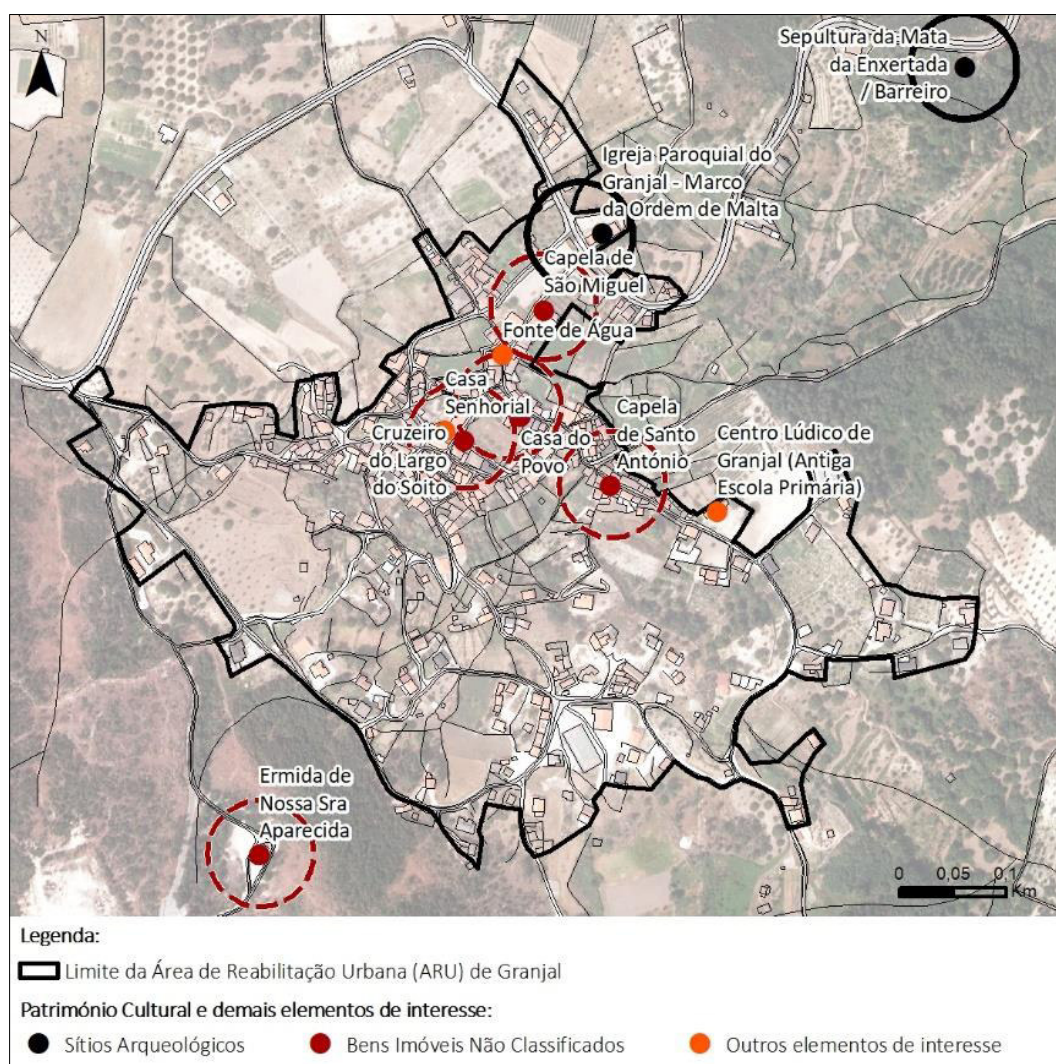 N
Sepultura da Mata
da Enxertada
/ Barreiro
Igreja Paroquial do
Granjal - Marco
da Ordem de Malta
Capela de
São Miguel
Fonte de Água
Casa
Senhorial
Cruzeiro
do Largo
do Soito
Casa do
Povo
Capela
de Santo
António
Centro Lúdico de
Granjal (Antiga
Escola Primária)
Ermida de
Nossa Sra
Aparecida
0 0,05 0,1
Km
Legenda:
Limite da Área de Reabilitação Urbana (ARU) de Granjal
Património Cultural e demais elementos de interesse:
Sítios Arqueológicos Bens Imóveis Não Classificados Outros elementos de interesse